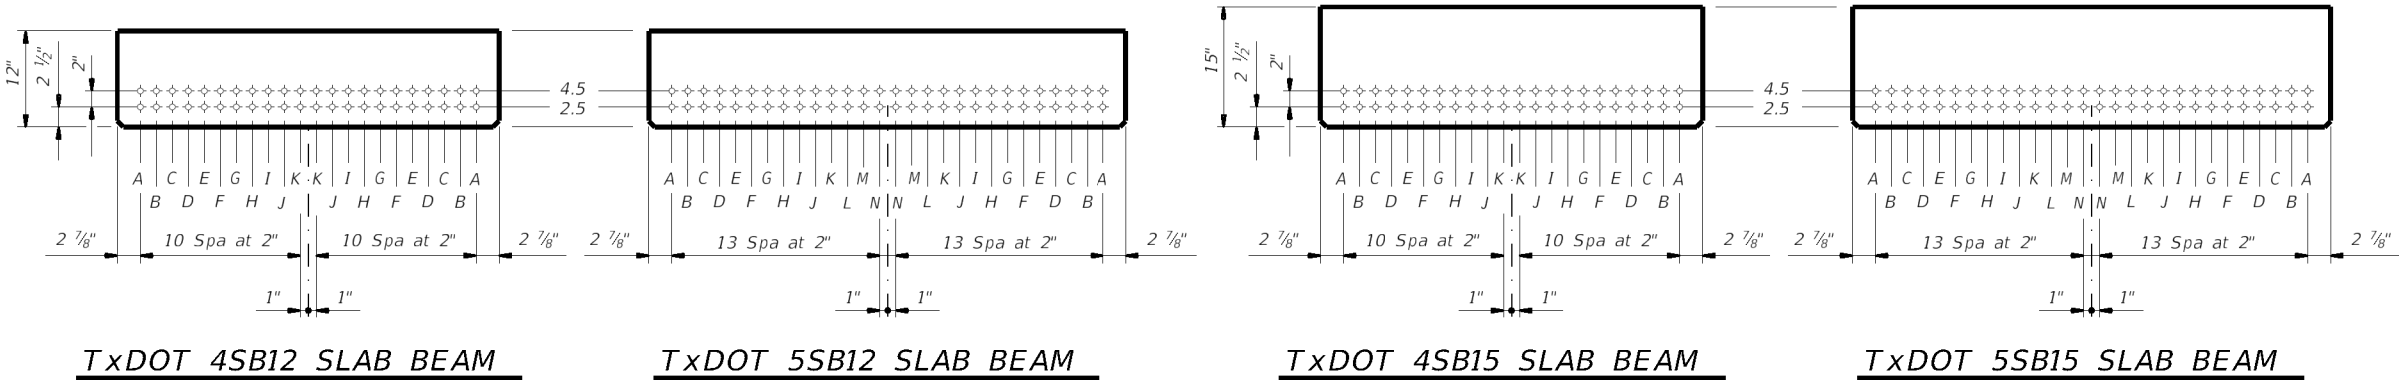 12"
2 ½"
2"
4.5
2.5
15"
2 ½"
2"
4.5
2.5
A C E G I K K I G E C A
B D F H J J H F D B
A C E G I K M M K I G E C A
B D F H J L N N L J H F D B
A C E G I K K I G E C A
B D F H J J H F D B
A C E G I K M M K I G E C A
B D F H J L N N L J H F D B
2 ⅞" 10 Spa at 2" 10 Spa at 2" 2 ⅞"
2 ⅞" 13 Spa at 2" 13 Spa at 2" 2 ⅞"
2 ⅞" 10 Spa at 2" 10 Spa at 2" 2 ⅞"
2 ⅞" 13 Spa at 2" 13 Spa at 2" 2 ⅞"
1" 1"
1" 1"
1" 1"
1" 1"
TxDOT 4SB12 SLAB BEAM
TxDOT 5SB12 SLAB BEAM
TxDOT 4SB15 SLAB BEAM
TxDOT 5SB15 SLAB BEAM